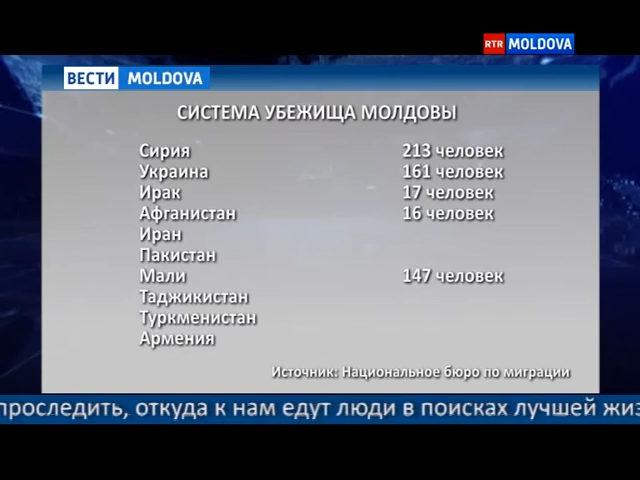 RTR MOLDOVA
ВЕСТИ MOLDOVA
СИСТЕМА УБЕЖИЩА МОЛДОВЫ
Сирия 213 человек
Украина 161 человек
Ирак 17 человек
Афганистан 16 человек
Иран
Пакистан
Мали 147 человек
Таджикистан
Туркменистан
Армения
Источник: Национальное бюро по миграции
проследить, откуда к нам едут люди в поисках лучшей жиз